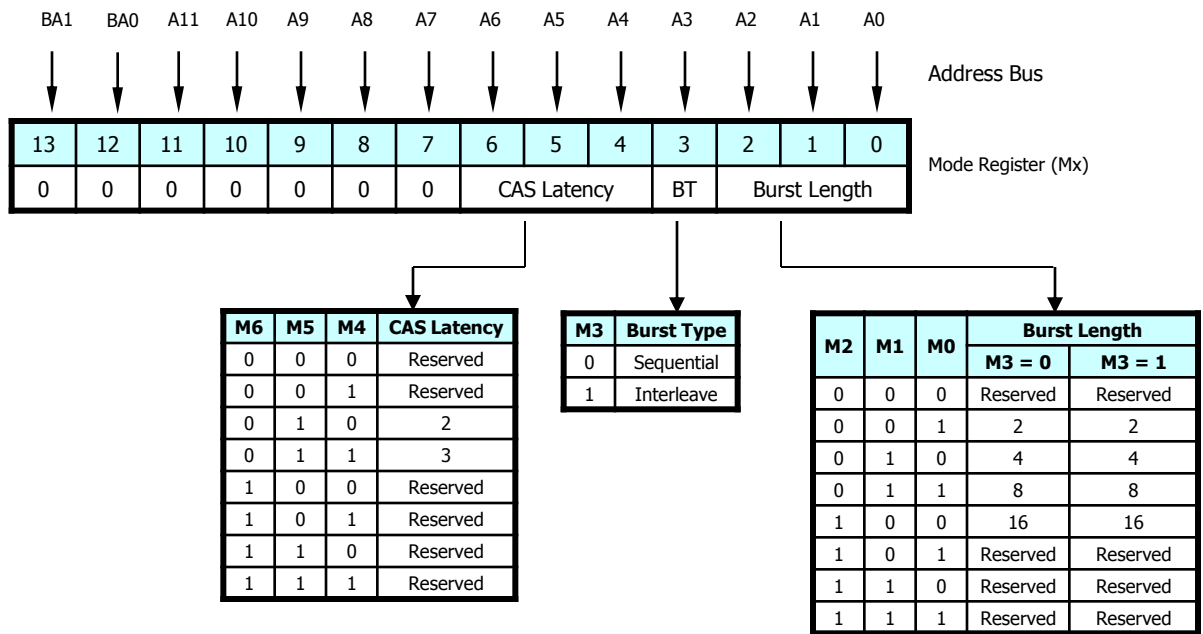 BA1 BA0 A11 A10 A9 A8 A7 A6 A5 A4 A3 A2 A1 A0
Address Bus
13 12 11 10 9 8 7 6 5 4 3 2 1 0
Mode Register (Mx)
0 0 0 0 0 0 0 CAS Latency BT Burst Length
M6 M5 M4 CAS Latency
0 0 0 Reserved
0 0 1 Reserved
0 1 0 2
0 1 1 3
1 0 0 Reserved
1 0 1 Reserved
1 1 0 Reserved
1 1 1 Reserved
M3 Burst Type
0 Sequential
1 Interleave
M2 M1 M0 Burst Length
M3 = 0 M3 = 1
0 0 0 Reserved Reserved
0 0 1 2 2
0 1 0 4 4
0 1 1 8 8
1 0 0 16 16
1 0 1 Reserved Reserved
1 1 0 Reserved Reserved
1 1 1 Reserved Reserved